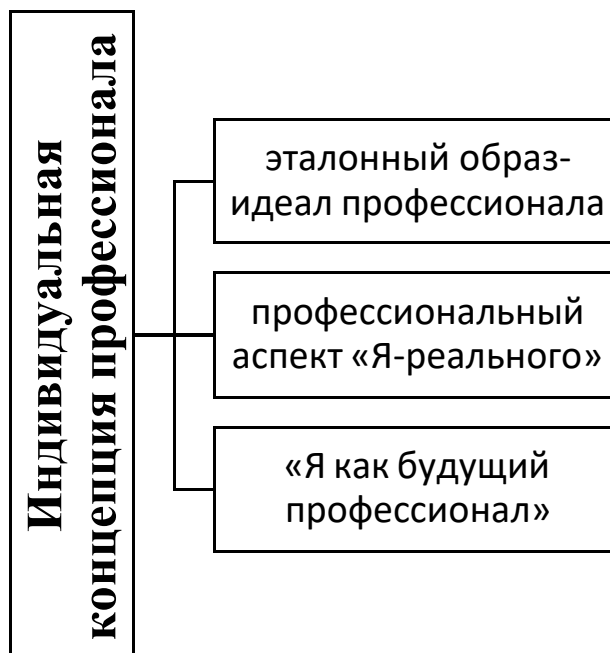 Индивидуальная
концепция профессионала
эталонный образ-
идеал профессионала
профессиональный
аспект «Я-реального»
«Я как будущий
профессионал»